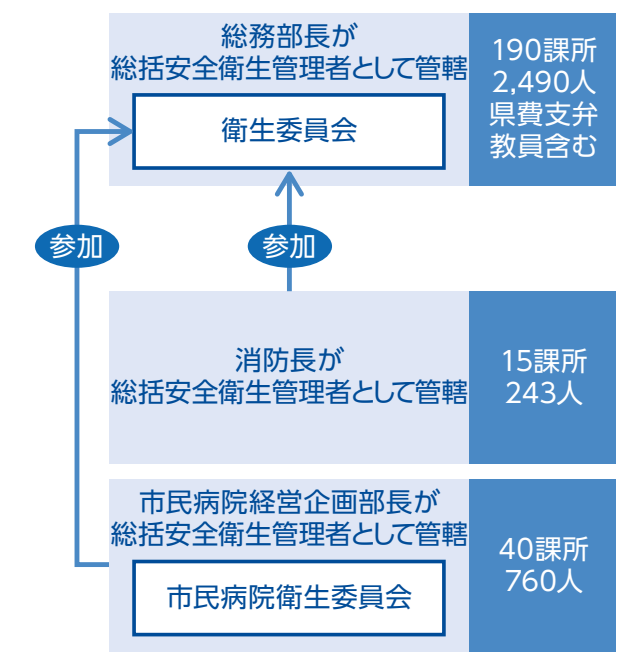 総務部長が
総括安全衛生管理者として管轄
衛生委員会
190課所
2,490人
県費支弁
教員含む
参加
参加
消防長が
総括安全衛生管理者として管轄
15課所
243人
市民病院経営企画部長が
総括安全衛生管理者として管轄
市民病院衛生委員会
40課所
760人